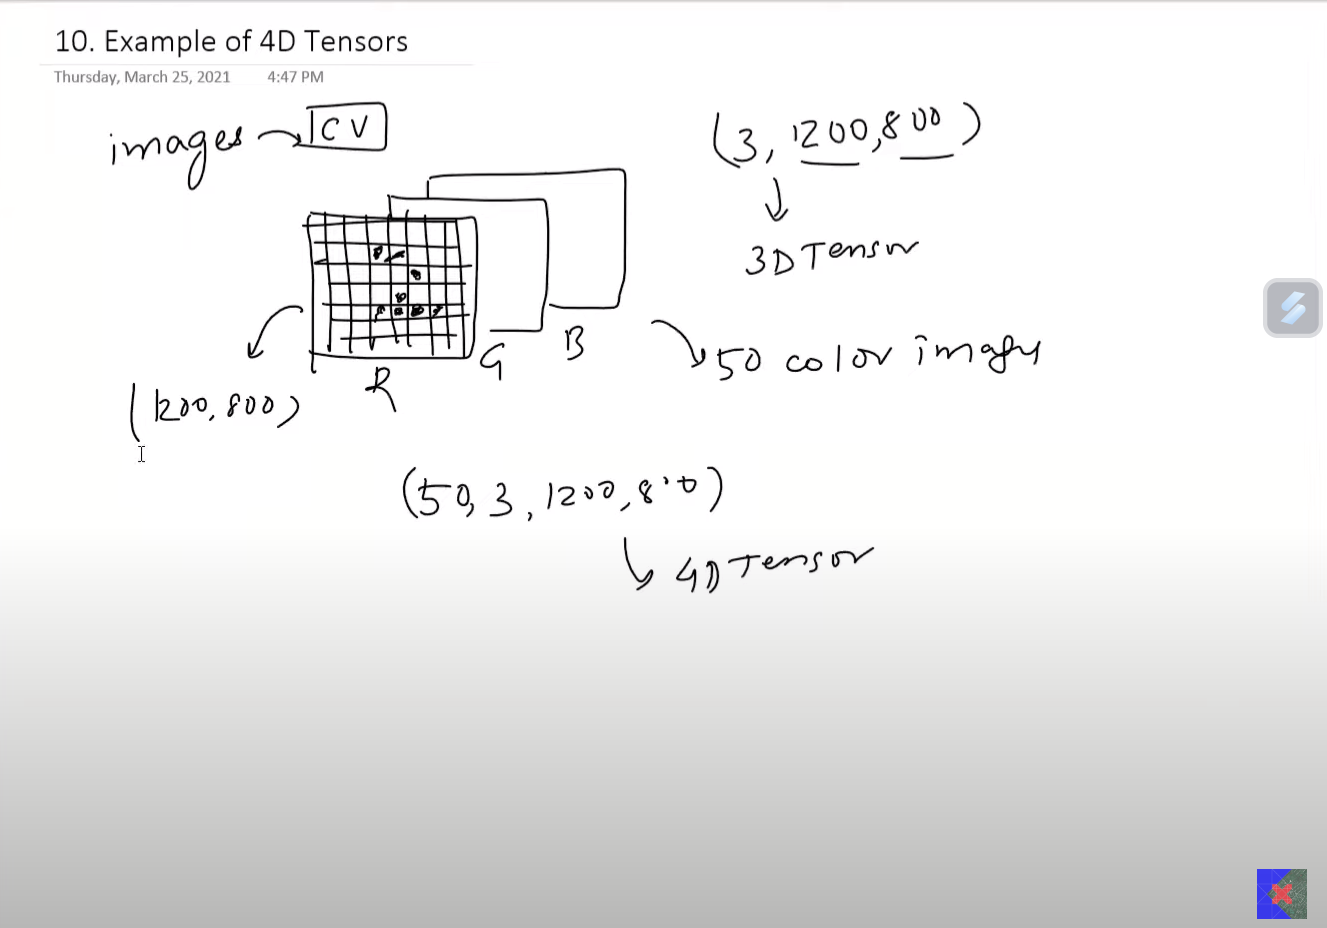 10. Example of 4D Tensors
Thursday, March 25, 2021 4:47 PM
images → CV
(3, 1200, 800)
3D Tensor
R G B
50 color images
(1200, 800)
(50, 3, 1200, 800)
4D Tensor